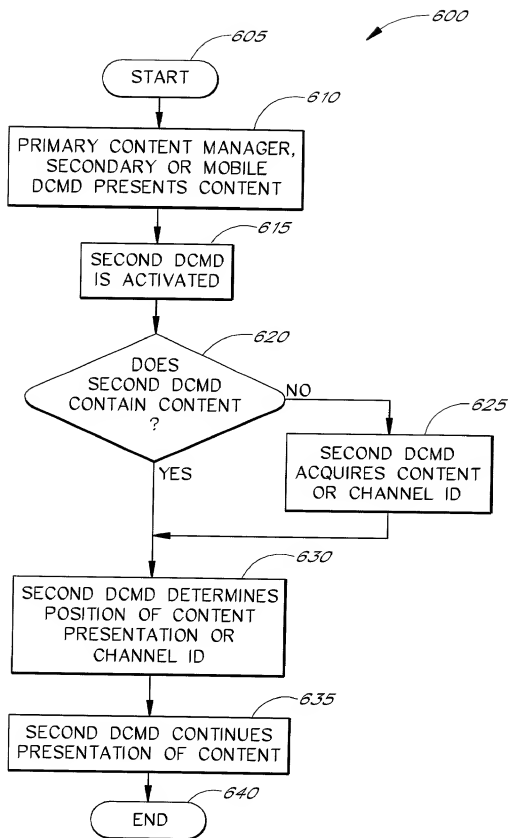 600
605
START
610
PRIMARY CONTENT MANAGER,
SECONDARY OR MOBILE
DCMD PRESENTS CONTENT
615
SECOND DCMD
IS ACTIVATED
620
DOES
SECOND DCMD
CONTAIN CONTENT
?
NO
YES
625
SECOND DCMD
ACQUIRES CONTENT
OR CHANNEL ID
630
SECOND DCMD DETERMINES
POSITION OF CONTENT
PRESENTATION OR
CHANNEL ID
635
SECOND DCMD CONTINUES
PRESENTATION OF CONTENT
640
END